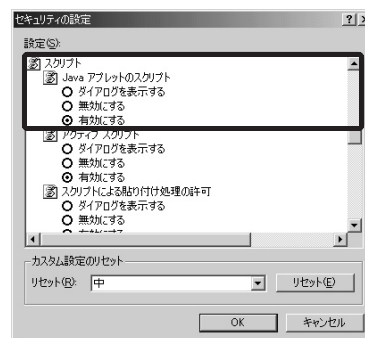 セキュリティの設定
設定(S):
スクリプト
Java アプレットのスクリプト
ダイアログを表示する
無効にする
有効にする
アクティブ スクリプト
ダイアログを表示する
無効にする
有効にする
スクリプトによる貼り付け処理の許可
ダイアログを表示する
無効にする
カスタム設定のリセット
リセット(R): 中 リセット(E)
OK キャンセル